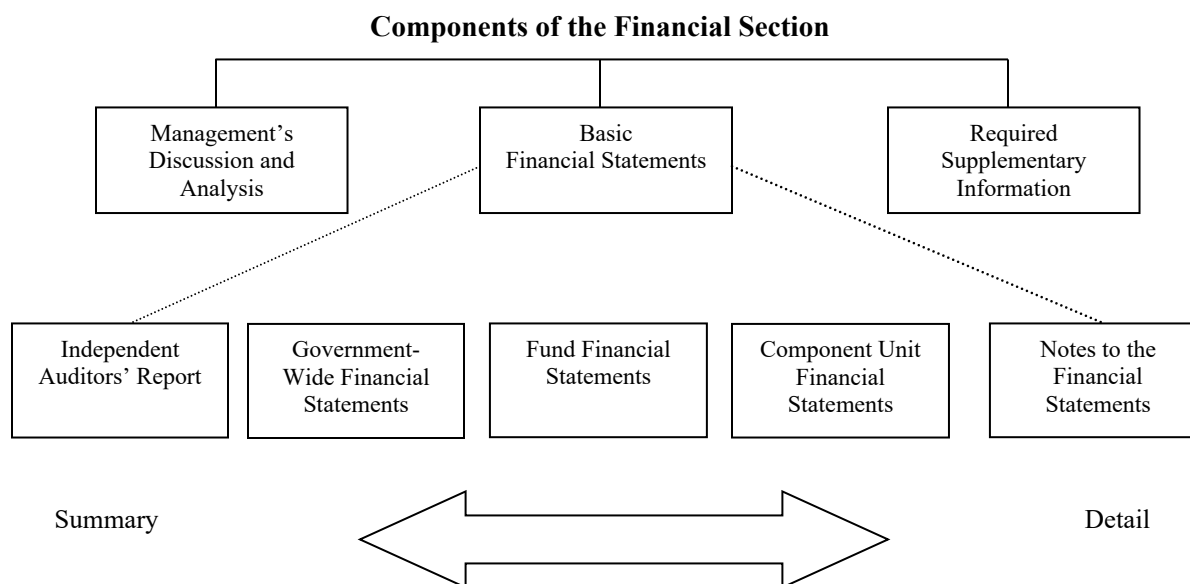 Components of the Financial Section
Management’s
Discussion and
Analysis
Basic
Financial Statements
Required
Supplementary
Information
Independent
Auditors’ Report
Government-
Wide Financial
Statements
Fund Financial
Statements
Component Unit
Financial
Statements
Notes to the
Financial
Statements
Summary
Detail